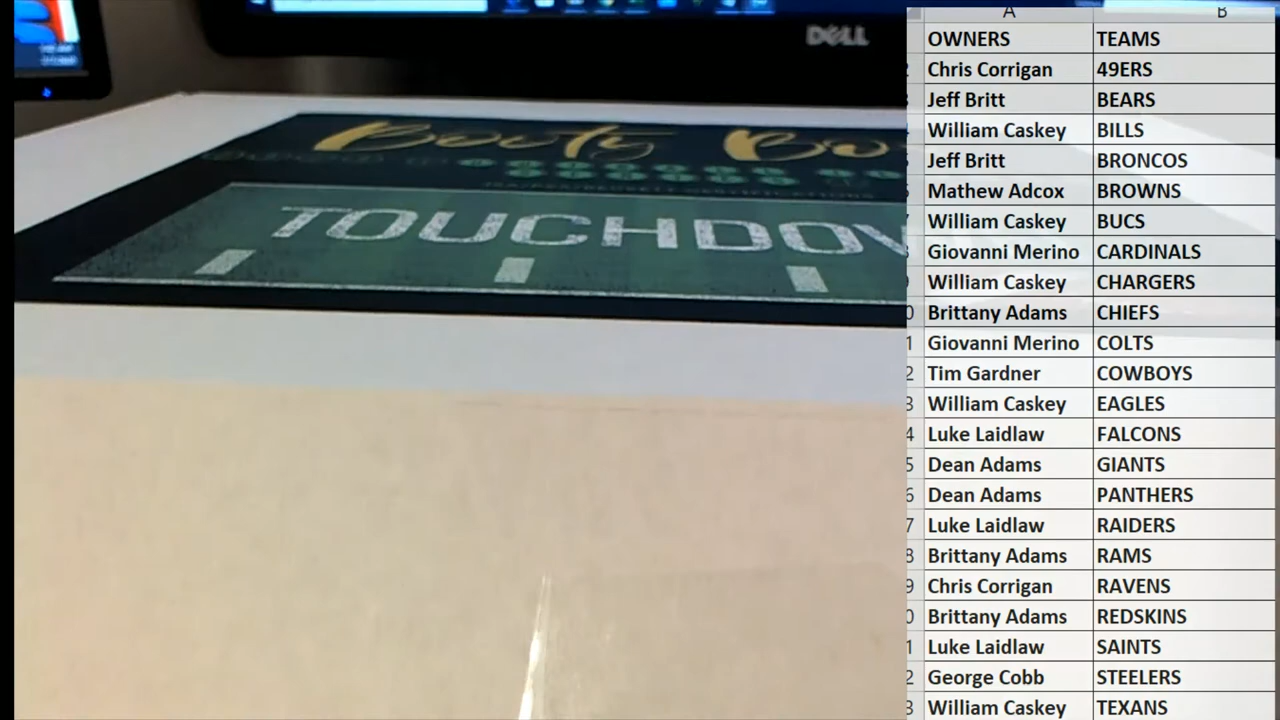 DELL
Booty Bo
TOUCHDOW
A B
OWNERS TEAMS
Chris Corrigan 49ERS
Jeff Britt BEARS
William Caskey BILLS
Jeff Britt BRONCOS
Mathew Adcox BROWNS
William Caskey BUCS
Giovanni Merino CARDINALS
William Caskey CHARGERS
Brittany Adams CHIEFS
Giovanni Merino COLTS
Tim Gardner COWBOYS
William Caskey EAGLES
Luke Laidlaw FALCONS
Dean Adams GIANTS
Dean Adams PANTHERS
Luke Laidlaw RAIDERS
Brittany Adams RAMS
Chris Corrigan RAVENS
Brittany Adams REDSKINS
Luke Laidlaw SAINTS
George Cobb STEELERS
William Caskey TEXANS